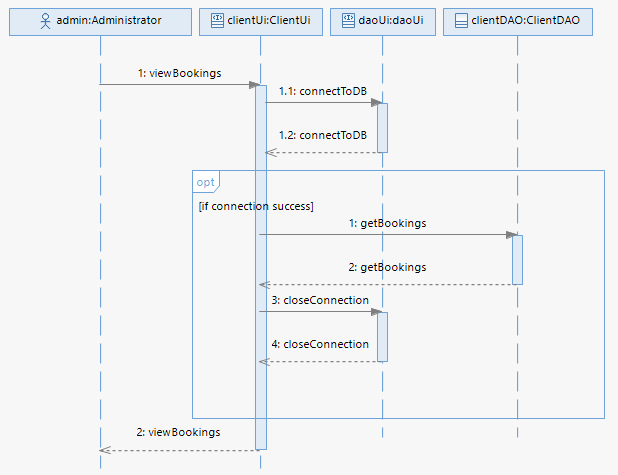 admin:Administrator
clientUi:ClientUi
daoUi:daoUi
clientDAO:ClientDAO
1: viewBookings
1.1: connectToDB
1.2: connectToDB
opt
[if connection success]
1: getBookings
2: getBookings
3: closeConnection
4: closeConnection
2: viewBookings